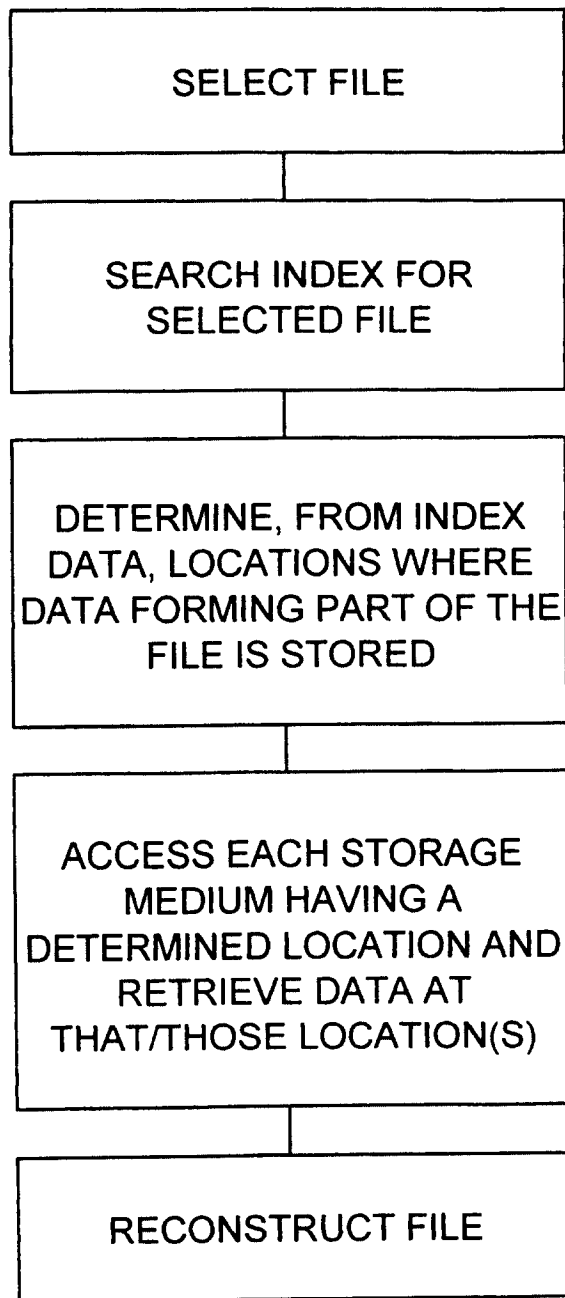 SELECT FILE
SEARCH INDEX FOR
SELECTED FILE
DETERMINE, FROM INDEX
DATA, LOCATIONS WHERE
DATA FORMING PART OF THE
FILE IS STORED
ACCESS EACH STORAGE
MEDIUM HAVING A
DETERMINED LOCATION AND
RETRIEVE DATA AT
THAT/THOSE LOCATION(S)
RECONSTRUCT FILE